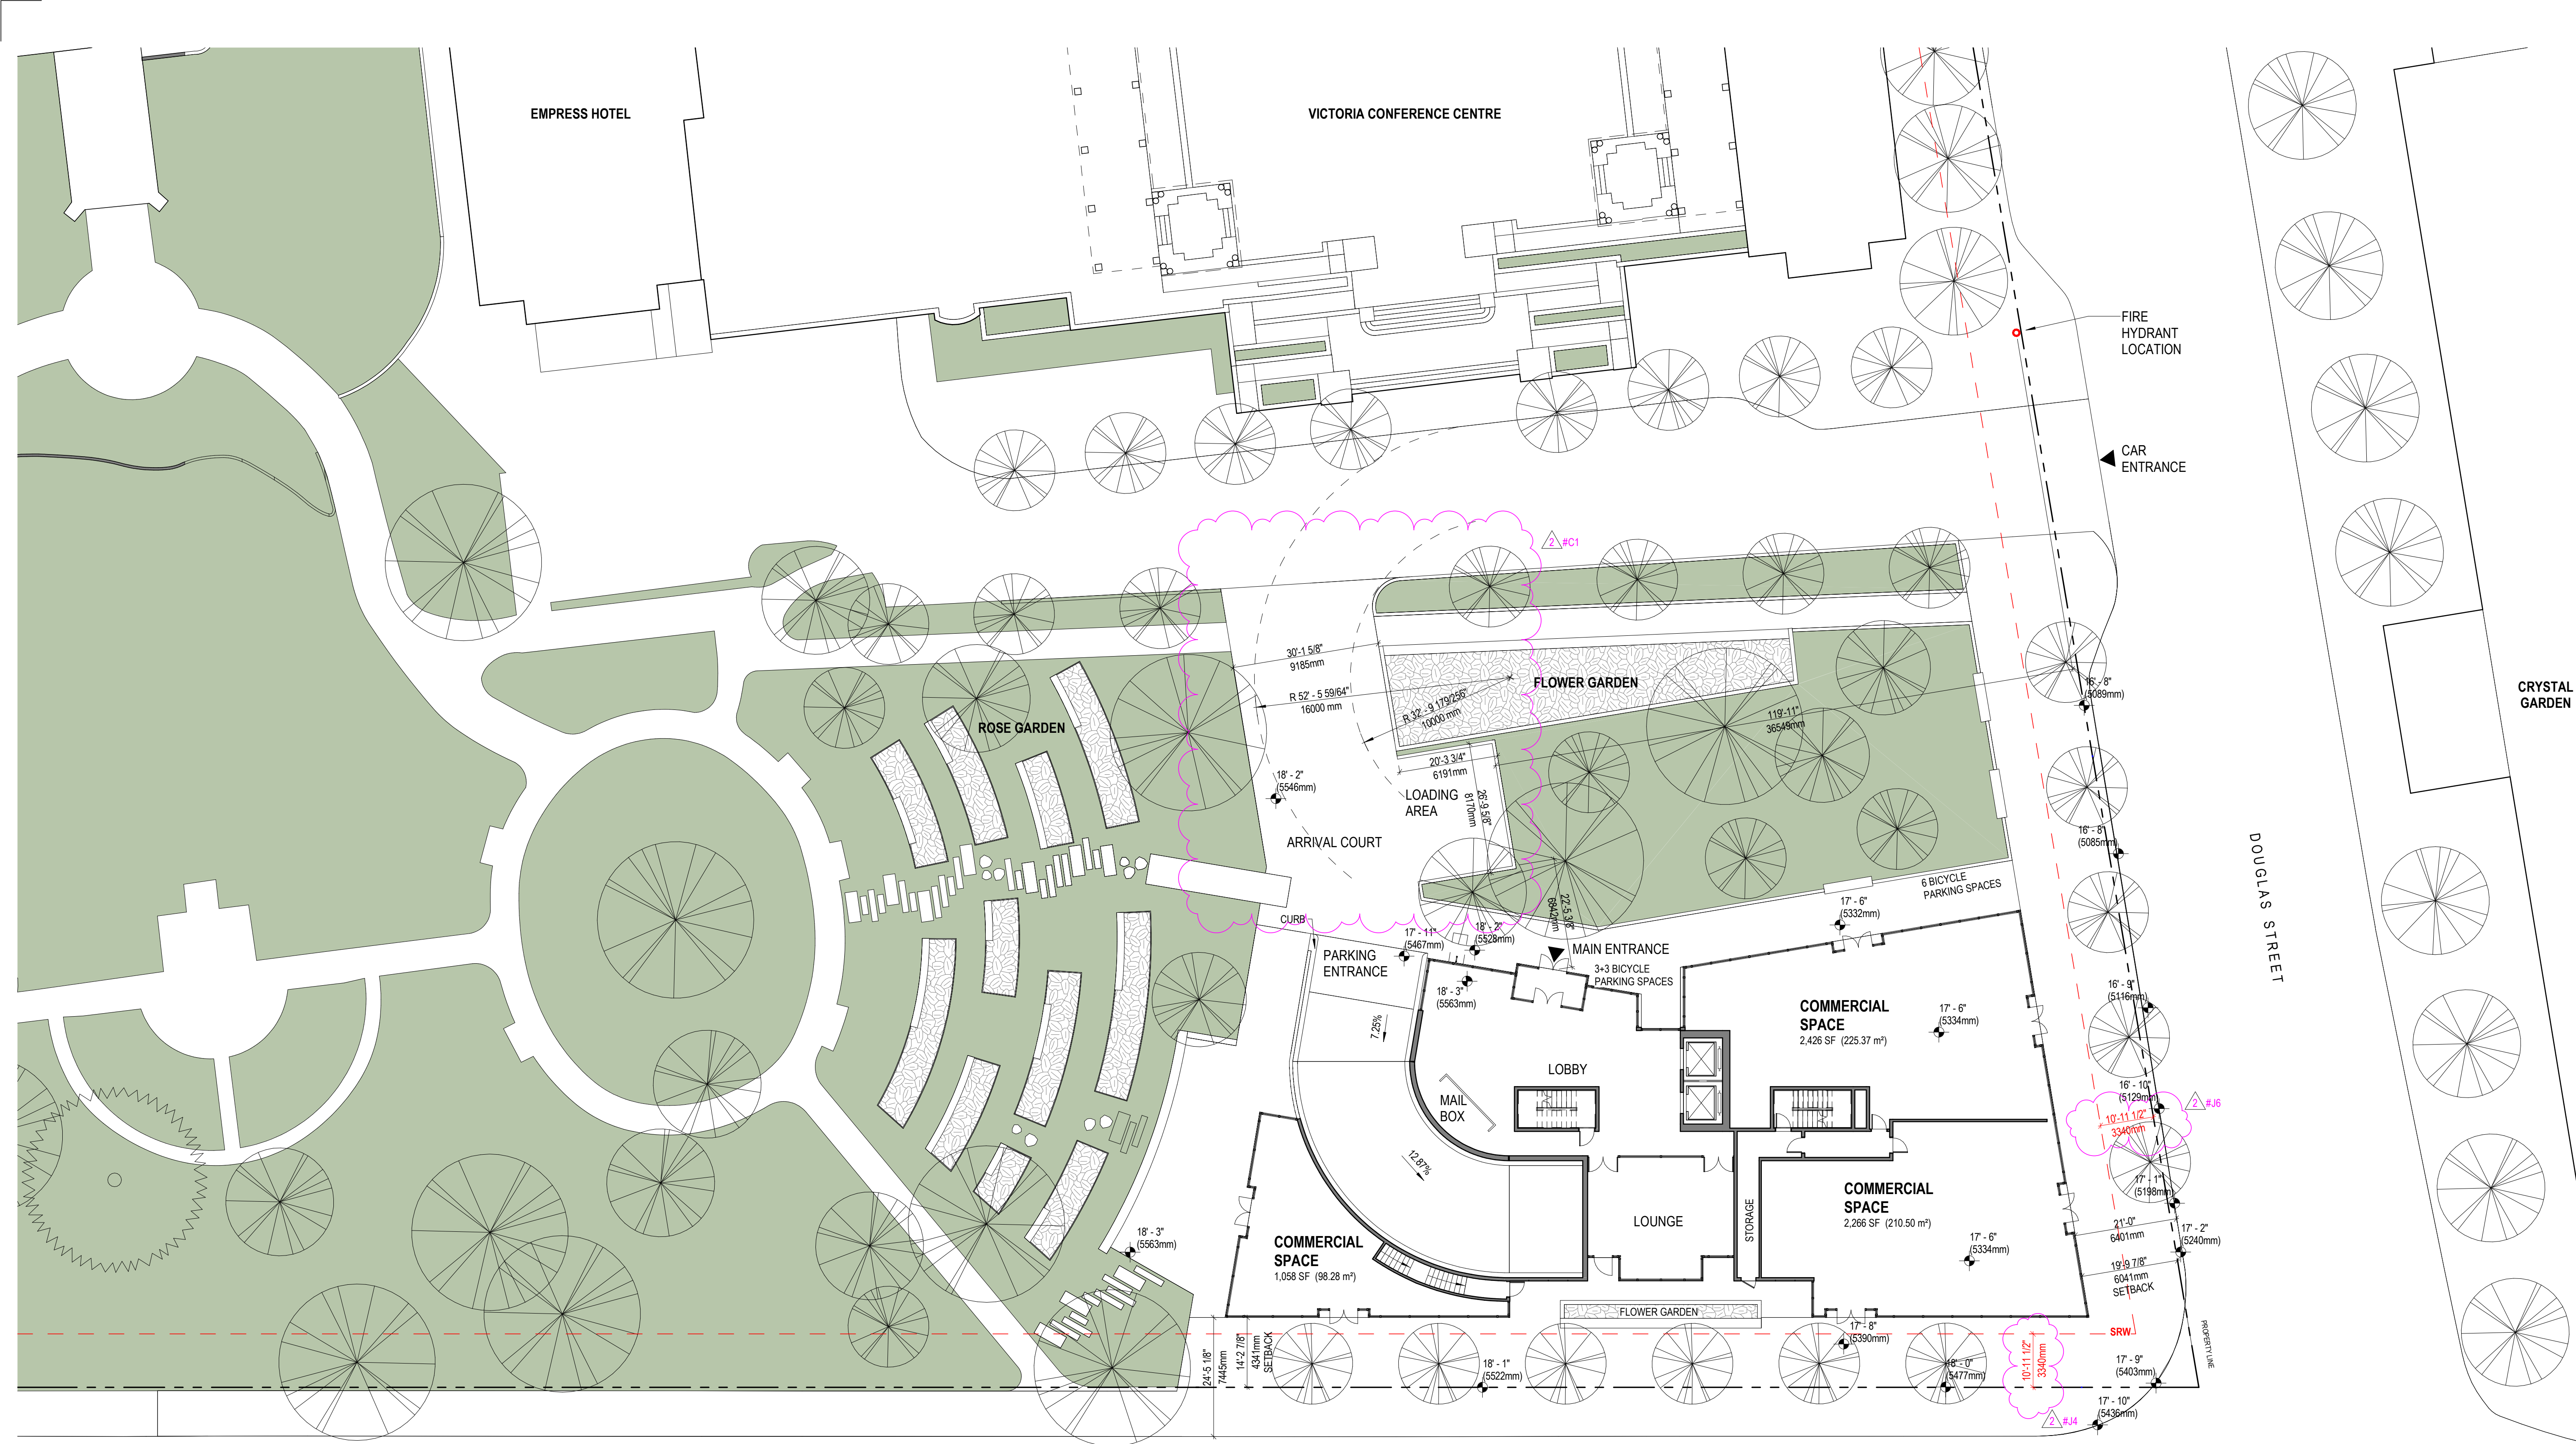 EMPRESS HOTEL
VICTORIA CONFERENCE CENTRE
FIRE
HYDRANT
LOCATION
CAR
ENTRANCE
2 #C1
30'-1 5/8"
9185mm
R 52' - 5 59/64"
16000 mm
R 32' - 9 179/256"
10000 mm
FLOWER GARDEN
119'-11"
36549mm
16' - 8"
(5089mm)
CRYSTAL
GARDEN
ROSE GARDEN
20'-3 3/4"
6191mm
18' - 2"
(5546mm)
LOADING
AREA
26'-9 5/8"
8170mm
ARRIVAL COURT
16' - 8"
(5085mm)
DOUGLAS STREET
6 BICYCLE
PARKING SPACES
22'-5 3/8"
6842mm
17' - 6"
(5332mm)
CURB
17' - 11"
(5467mm)
18' - 2"
(5528mm)
MAIN ENTRANCE
PARKING
ENTRANCE
3+3 BICYCLE
PARKING SPACES
18' - 3"
(5563mm)
16' - 9"
(5116mm)
COMMERCIAL
SPACE
2,426 SF (225.37 m²)
17' - 6"
(5334mm)
7.25%
LOBBY
MAIL
BOX
16' - 10"
(5129mm)
2 #J6
10'-11 1/2"
3340mm
12.87%
17' - 1"
(5198mm)
COMMERCIAL
SPACE
2,266 SF (210.50 m²)
LOUNGE
STORAGE
21'-0"
6401mm
17' - 2"
(5240mm)
18' - 3"
(5563mm)
COMMERCIAL
SPACE
1,058 SF (98.28 m²)
17' - 6"
(5334mm)
19'-9 7/8"
6041mm
SETBACK
FLOWER GARDEN
SRW
PROPERTY LINE
24'-5 1/8"
7445mm
14'-2 7/8"
4341mm
SETBACK
17' - 8"
(5390mm)
18' - 1"
(5522mm)
18' - 0"
(5477mm)
10'-11 1/2"
3340mm
17' - 9"
(5403mm)
17' - 10"
(5436mm)
2 #J4